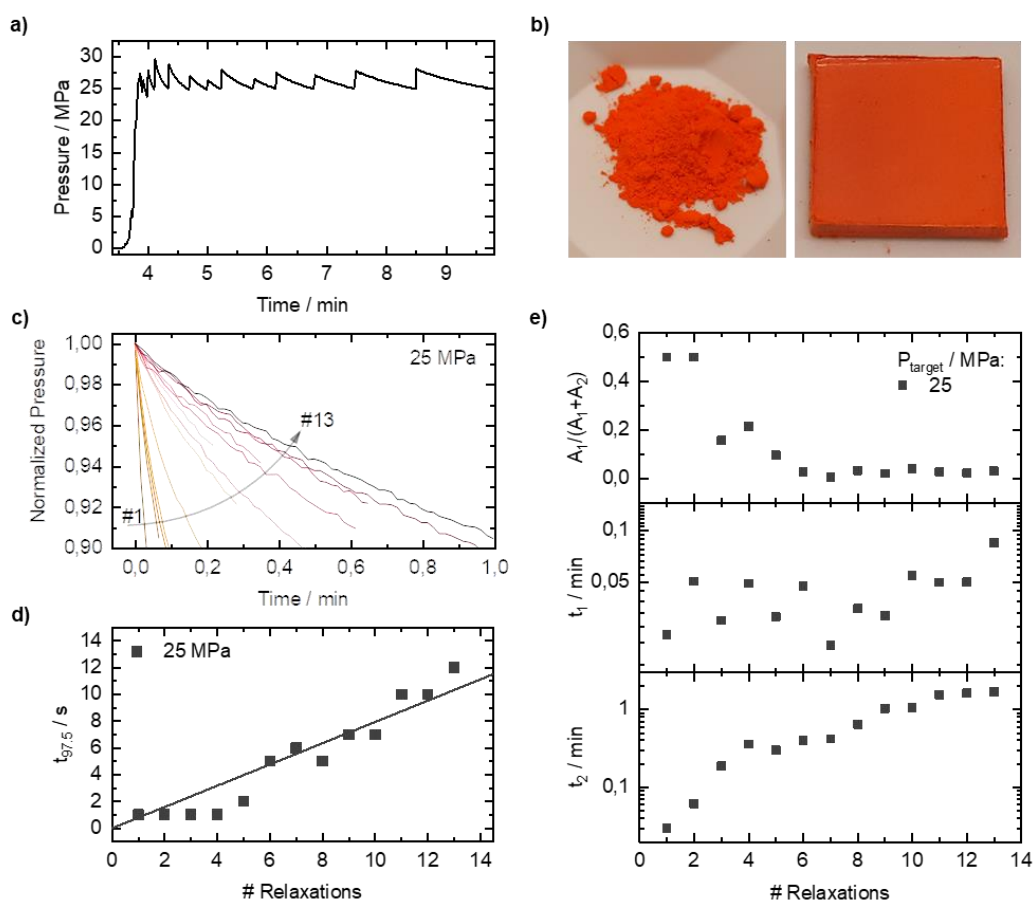 a)
Pressure / MPa
35
30
25
20
15
10
5
0
4 5 6 7 8 9
Time / min
b)
c)
Normalized Pressure
1,00
0,98
0,96
0,94
0,92
0,90
25 MPa
#13
#1
0,0 0,2 0,4 0,6 0,8 1,0
Time / min
d)
t97.5 / s
14
12
10
8
6
4
2
0
25 MPa
0 2 4 6 8 10 12 14
# Relaxations
e)
A1/(A1+A2)
0,6
0,4
0,2
0,0
Ptarget / MPa:
25
t1 / min
0,1
0,05
t2 / min
1
0,1
0 2 4 6 8 10 12 14
# Relaxations